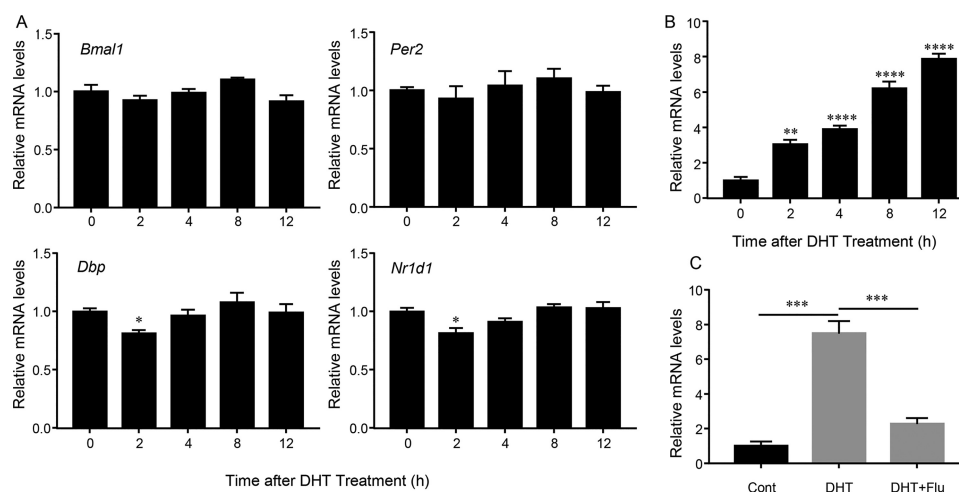 A
Relative mRNA levels
1.5
1.0
0.5
0.0
Bmal1
0 2 4 8 12
Relative mRNA levels
1.5
1.0
0.5
0.0
Per2
0 2 4 8 12
Relative mRNA levels
1.5
1.0
0.5
0.0
Dbp
*
0 2 4 8 12
Relative mRNA levels
1.5
1.0
0.5
0.0
Nr1d1
*
0 2 4 8 12
Time after DHT Treatment (h)
B
Relative mRNA levels
10
8
6
4
2
0
** **** **** ****
0 2 4 8 12
Time after DHT Treatment (h)
C
Relative mRNA levels
10
8
6
4
2
0
*** ***
Cont DHT DHT+Flu